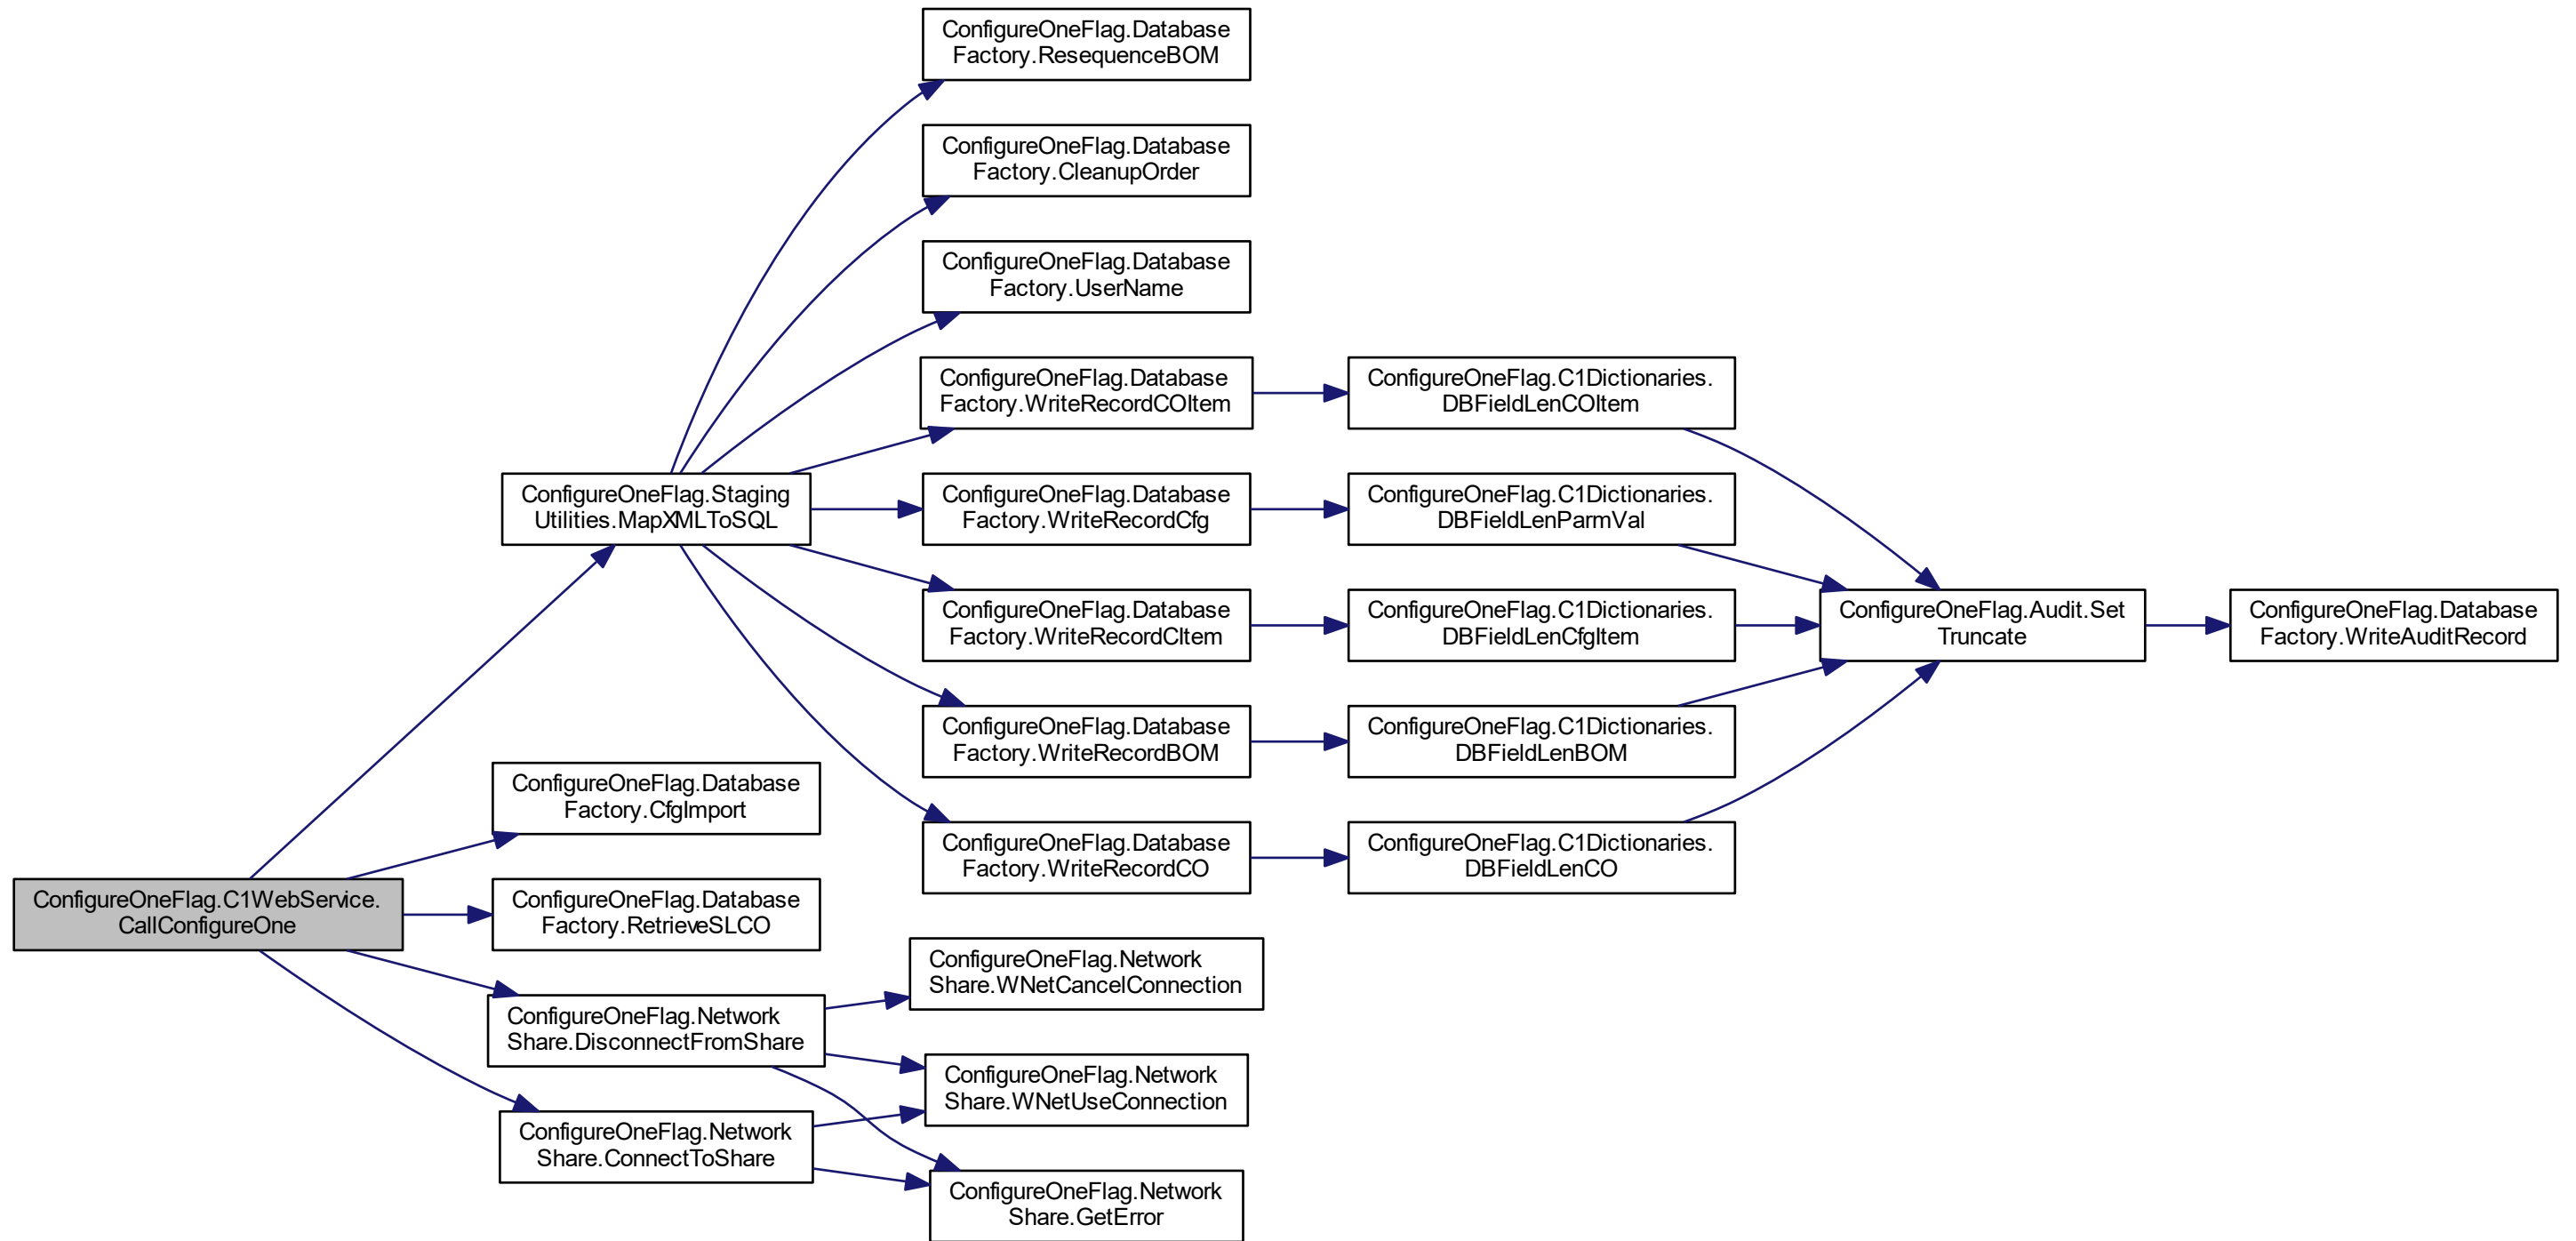 ConfigureOneFlag.Database
Factory.ResequenceBOM
ConfigureOneFlag.Database
Factory.CleanupOrder
ConfigureOneFlag.Database
Factory.UserName
ConfigureOneFlag.Database
Factory.WriteRecordCOItem
ConfigureOneFlag.C1Dictionaries.
DBFieldLenCOItem
ConfigureOneFlag.Staging
Utilities.MapXMLToSQL
ConfigureOneFlag.Database
Factory.WriteRecordCfg
ConfigureOneFlag.C1Dictionaries.
DBFieldLenParmVal
ConfigureOneFlag.Database
Factory.WriteRecordCItem
ConfigureOneFlag.C1Dictionaries.
DBFieldLenCfgItem
ConfigureOneFlag.Audit.Set
Truncate
ConfigureOneFlag.Database
Factory.WriteAuditRecord
ConfigureOneFlag.Database
Factory.WriteRecordBOM
ConfigureOneFlag.C1Dictionaries.
DBFieldLenBOM
ConfigureOneFlag.Database
Factory.CfgImport
ConfigureOneFlag.Database
Factory.WriteRecordCO
ConfigureOneFlag.C1Dictionaries.
DBFieldLenCO
ConfigureOneFlag.C1WebService.
CallConfigureOne
ConfigureOneFlag.Database
Factory.RetrieveSLCO
ConfigureOneFlag.Network
Share.WNetCancelConnection
ConfigureOneFlag.Network
Share.DisconnectFromShare
ConfigureOneFlag.Network
Share.WNetUseConnection
ConfigureOneFlag.Network
Share.ConnectToShare
ConfigureOneFlag.Network
Share.GetError